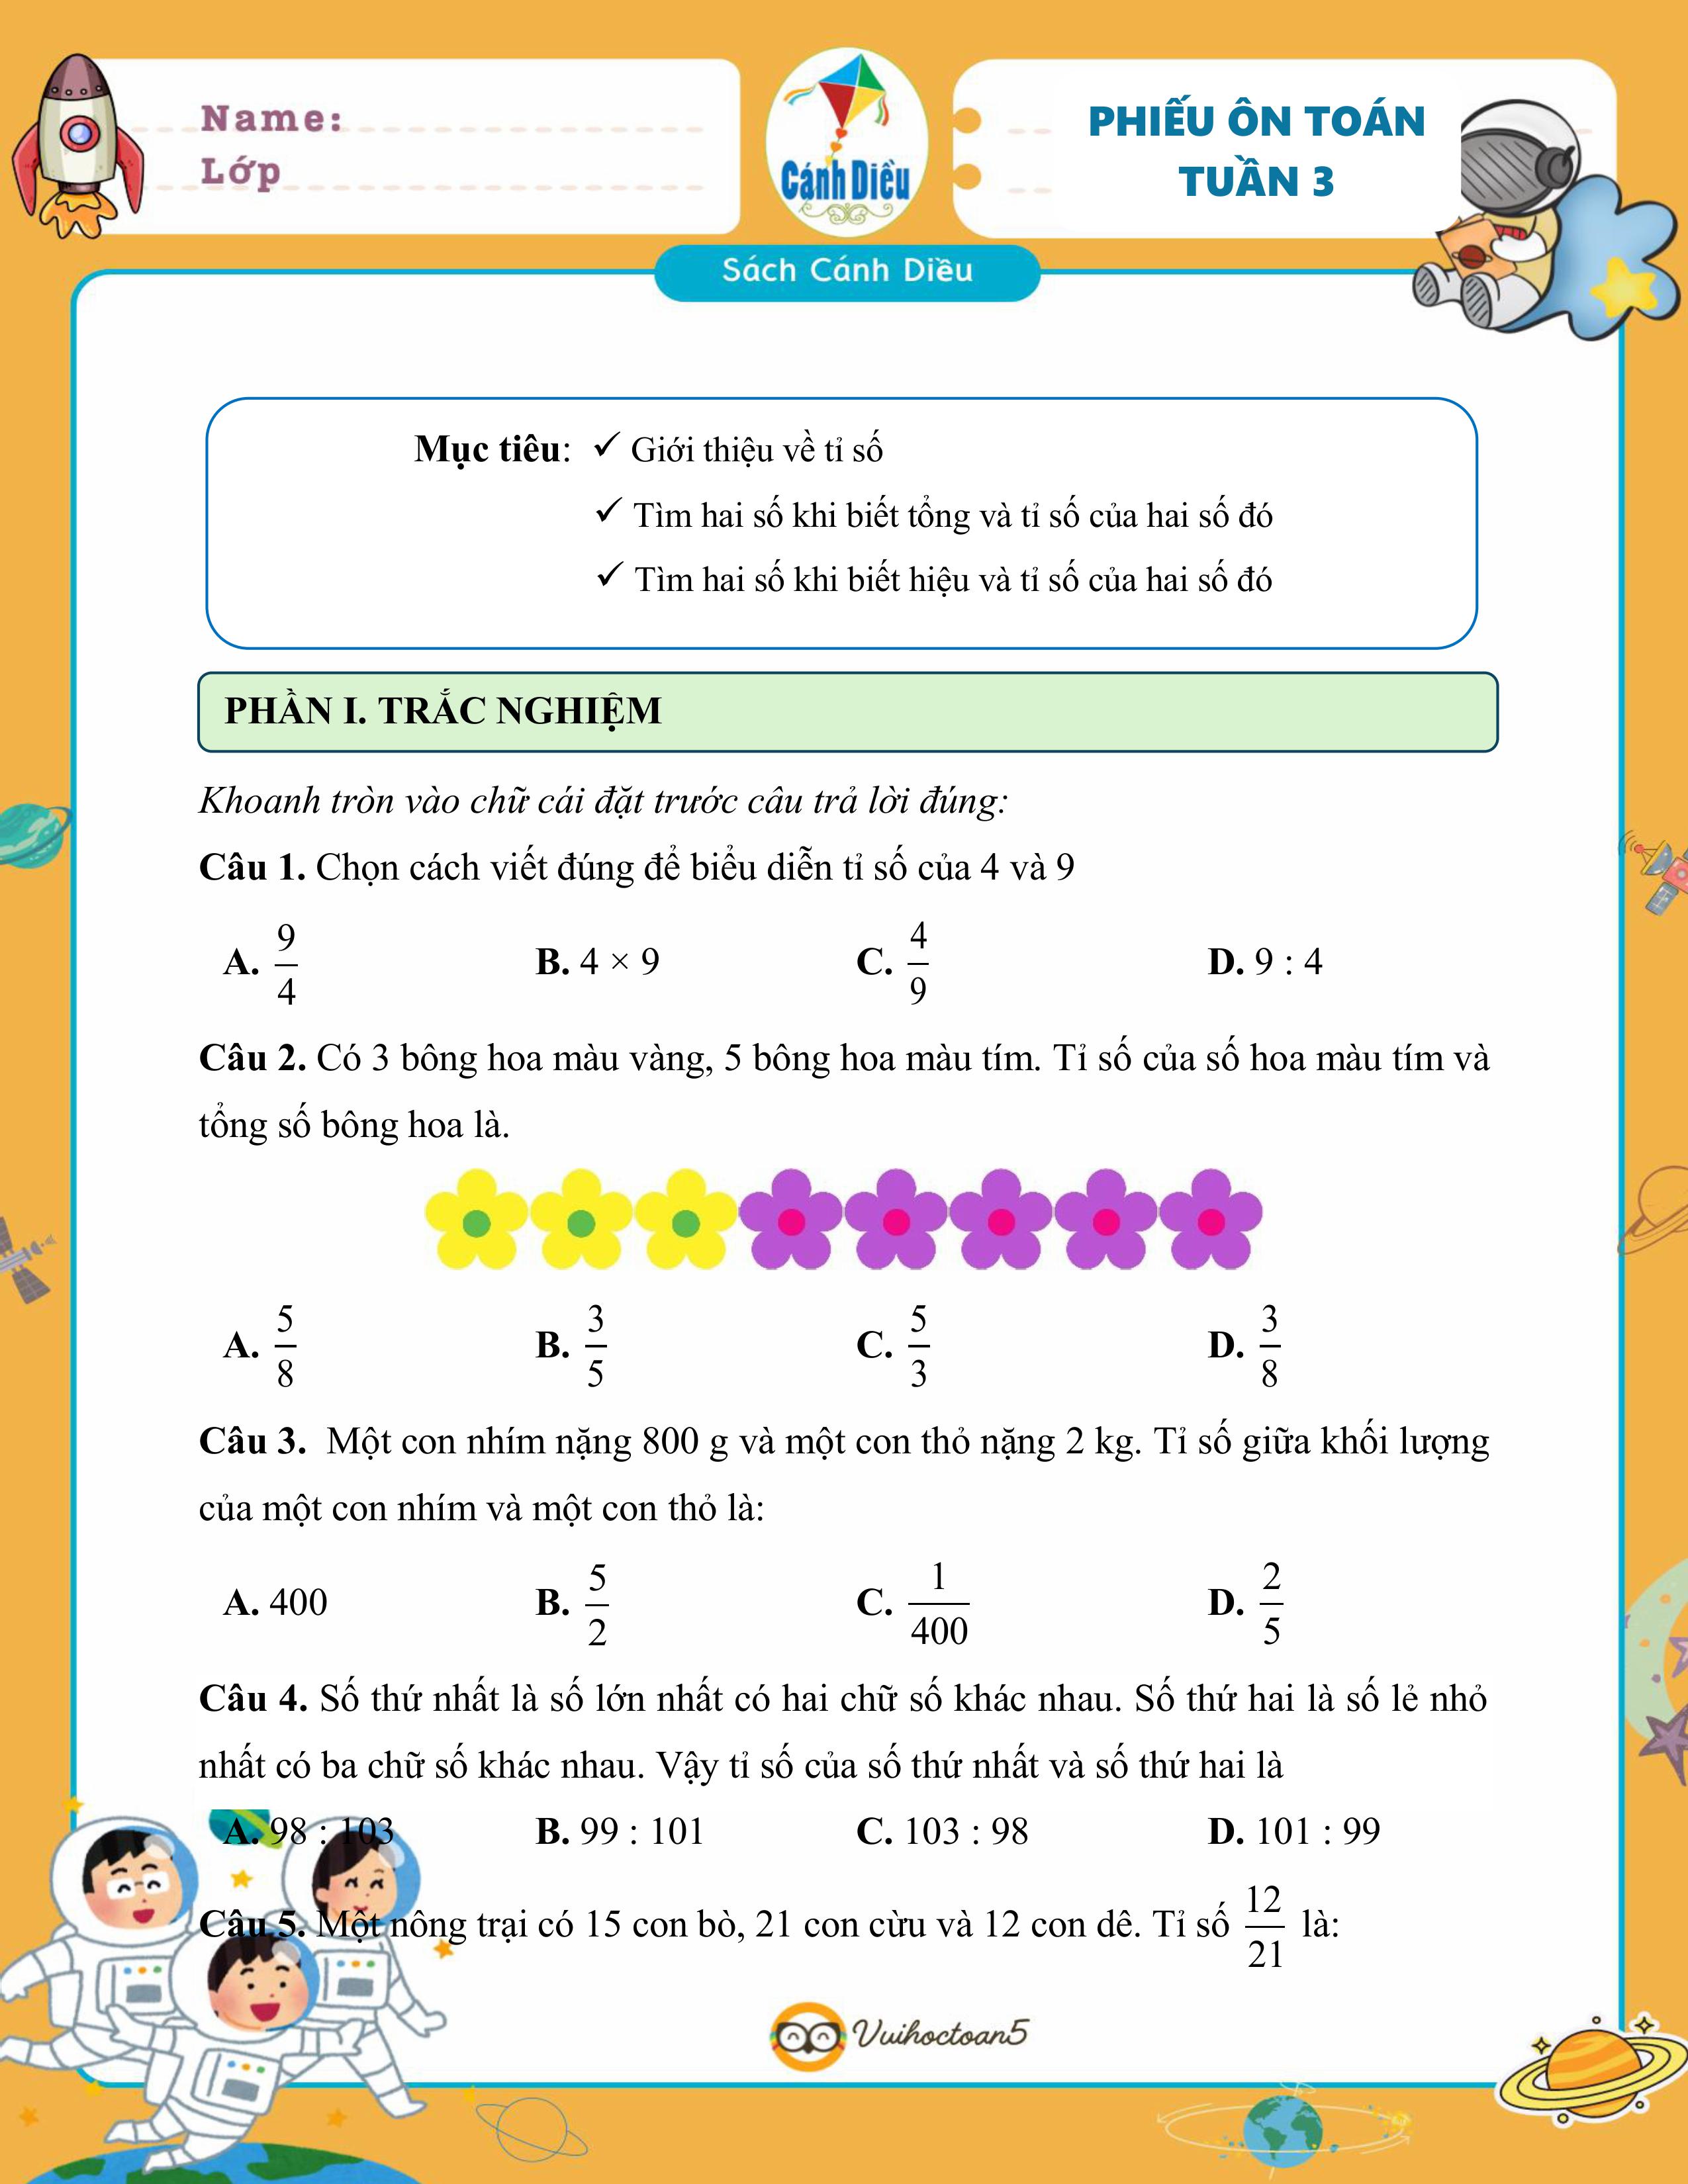 Name:
Lớp
Cánh Diều
PHIẾU ÔN TOÁN
TUẦN 3
Sách Cánh Diều
Mục tiêu: ✓ Giới thiệu về tỉ số
✓ Tìm hai số khi biết tổng và tỉ số của hai số đó
✓ Tìm hai số khi biết hiệu và tỉ số của hai số đó
PHẦN I. TRẮC NGHIỆM
Khoanh tròn vào chữ cái đặt trước câu trả lời đúng:
Câu 1. Chọn cách viết đúng để biểu diễn tỉ số của 4 và 9
A. 9/4 B. 4 × 9 C. 4/9 D. 9 : 4
Câu 2. Có 3 bông hoa màu vàng, 5 bông hoa màu tím. Tỉ số của số hoa màu tím và
tổng số bông hoa là.
A. 5/8 B. 3/5 C. 5/3 D. 3/8
Câu 3. Một con nhím nặng 800 g và một con thỏ nặng 2 kg. Tỉ số giữa khối lượng
của một con nhím và một con thỏ là:
A. 400 B. 5/2 C. 1/400 D. 2/5
Câu 4. Số thứ nhất là số lớn nhất có hai chữ số khác nhau. Số thứ hai là số lẻ nhỏ
nhất có ba chữ số khác nhau. Vậy tỉ số của số thứ nhất và số thứ hai là
A. 98 : 103 B. 99 : 101 C. 103 : 98 D. 101 : 99
Câu 5. Một nông trại có 15 con bò, 21 con cừu và 12 con dê. Tỉ số 12/21 là:
Vuihoctoan5